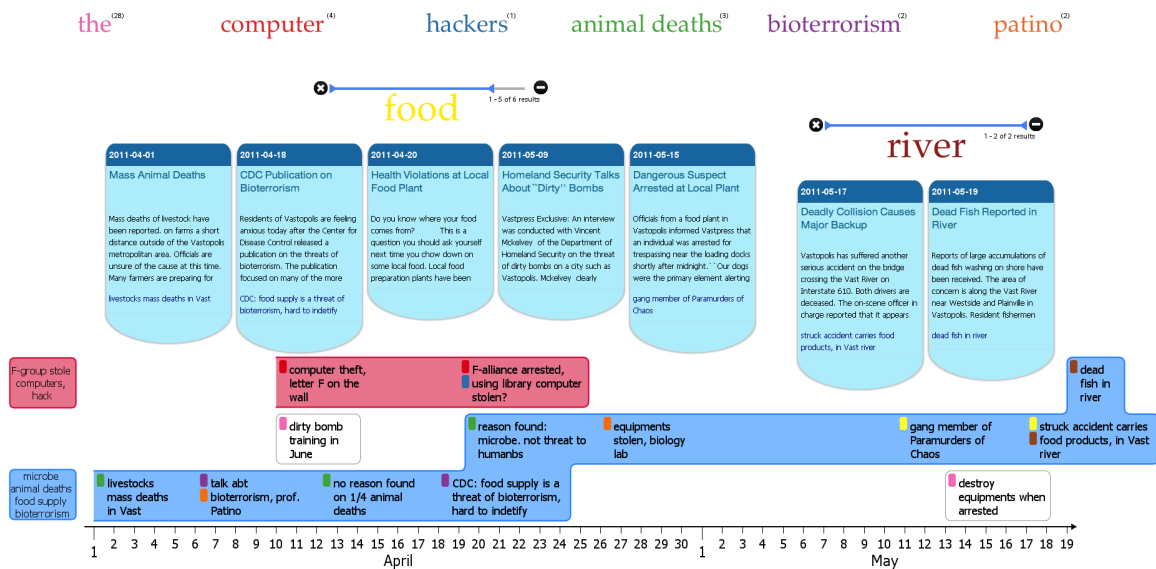 the(28)
computer(4)
hackers(1)
animal deaths(3)
bioterrorism(2)
patino(2)
1 - 5 of 6 results
food
1 - 2 of 2 results
river
2011-04-01
Mass Animal Deaths
Mass deaths of livestock have
been reported. on farms a short
distance outside of the Vastopolis
metropolitan area. Officials are
unsure of the cause at this time.
Many farmers are preparing for
livestocks mass deaths in Vast
2011-04-18
CDC Publication on
Bioterrorism
Residents of Vastopolis are feeling
anxious today after the Center for
Disease Control released a
publication on the threats of
bioterrorism. The publication
focused on many of the more
CDC: food supply is a threat of
bioterrorism, hard to indetify
2011-04-20
Health Violations at Local
Food Plant
Do you know where your food
comes from? This is a
question you should ask yourself
next time you chow down on
some local food. Local food
preparation plants have been
2011-05-09
Homeland Security Talks
About ``Dirty'' Bombs
Vastpress Exclusive: An interview
was conducted with Vincent
Mckelvey of the Department of
Homeland Security on the threat
of dirty bombs on a city such as
Vastopolis. Mckelvey clearly
2011-05-15
Dangerous Suspect
Arrested at Local Plant
Officials from a food plant in
Vastopolis informed Vastpress that
an individual was arrested for
trespassing near the loading docks
shortly after midnight.``Our dogs
were the primary element alerting
gang member of Paramurders of
Chaos
2011-05-17
Deadly Collision Causes
Major Backup
Vastopolis has suffered another
serious accident on the bridge
crossing the Vast River on
Interstate 610. Both drivers are
deceased. The on-scene officer in
charge reported that it appears
struck accident carries food
products, in Vast river
2011-05-19
Dead Fish Reported in
River
Reports of large accumulations of
dead fish washing on shore have
been received. The area of
concern is along the Vast River
near Westside and Plainville in
Vastopolis. Resident fishermen
dead fish in river
F-group stole
computers,
hack
computer theft,
letter F on the
wall
F-alliance arrested,
using library computer
stolen?
dead
fish in
river
dirty bomb
training in
June
reason found:
microbe. not threat to
humanbs
equipments
stolen, biology
lab
gang member of
Paramurders of
Chaos
struck accident carries
food products, in Vast
river
microbe
animal deaths
food supply
bioterrorism
livestocks
mass deaths
in Vast
talk abt
bioterrorism, prof.
Patino
no reason found
on 1/4 animal
deaths
CDC: food supply is a
threat of bioterrorism,
hard to indetify
destroy
equipments when
arrested
1 2 3 4 5 6 7 8 9 10 11 12 13 14 15 16 17 18 19 20 21 22 23 24 25 26 27 28 29 30 1 2 3 4 5 6 7 8 9 10 11 12 13 14 15 16 17 18 19
April
May